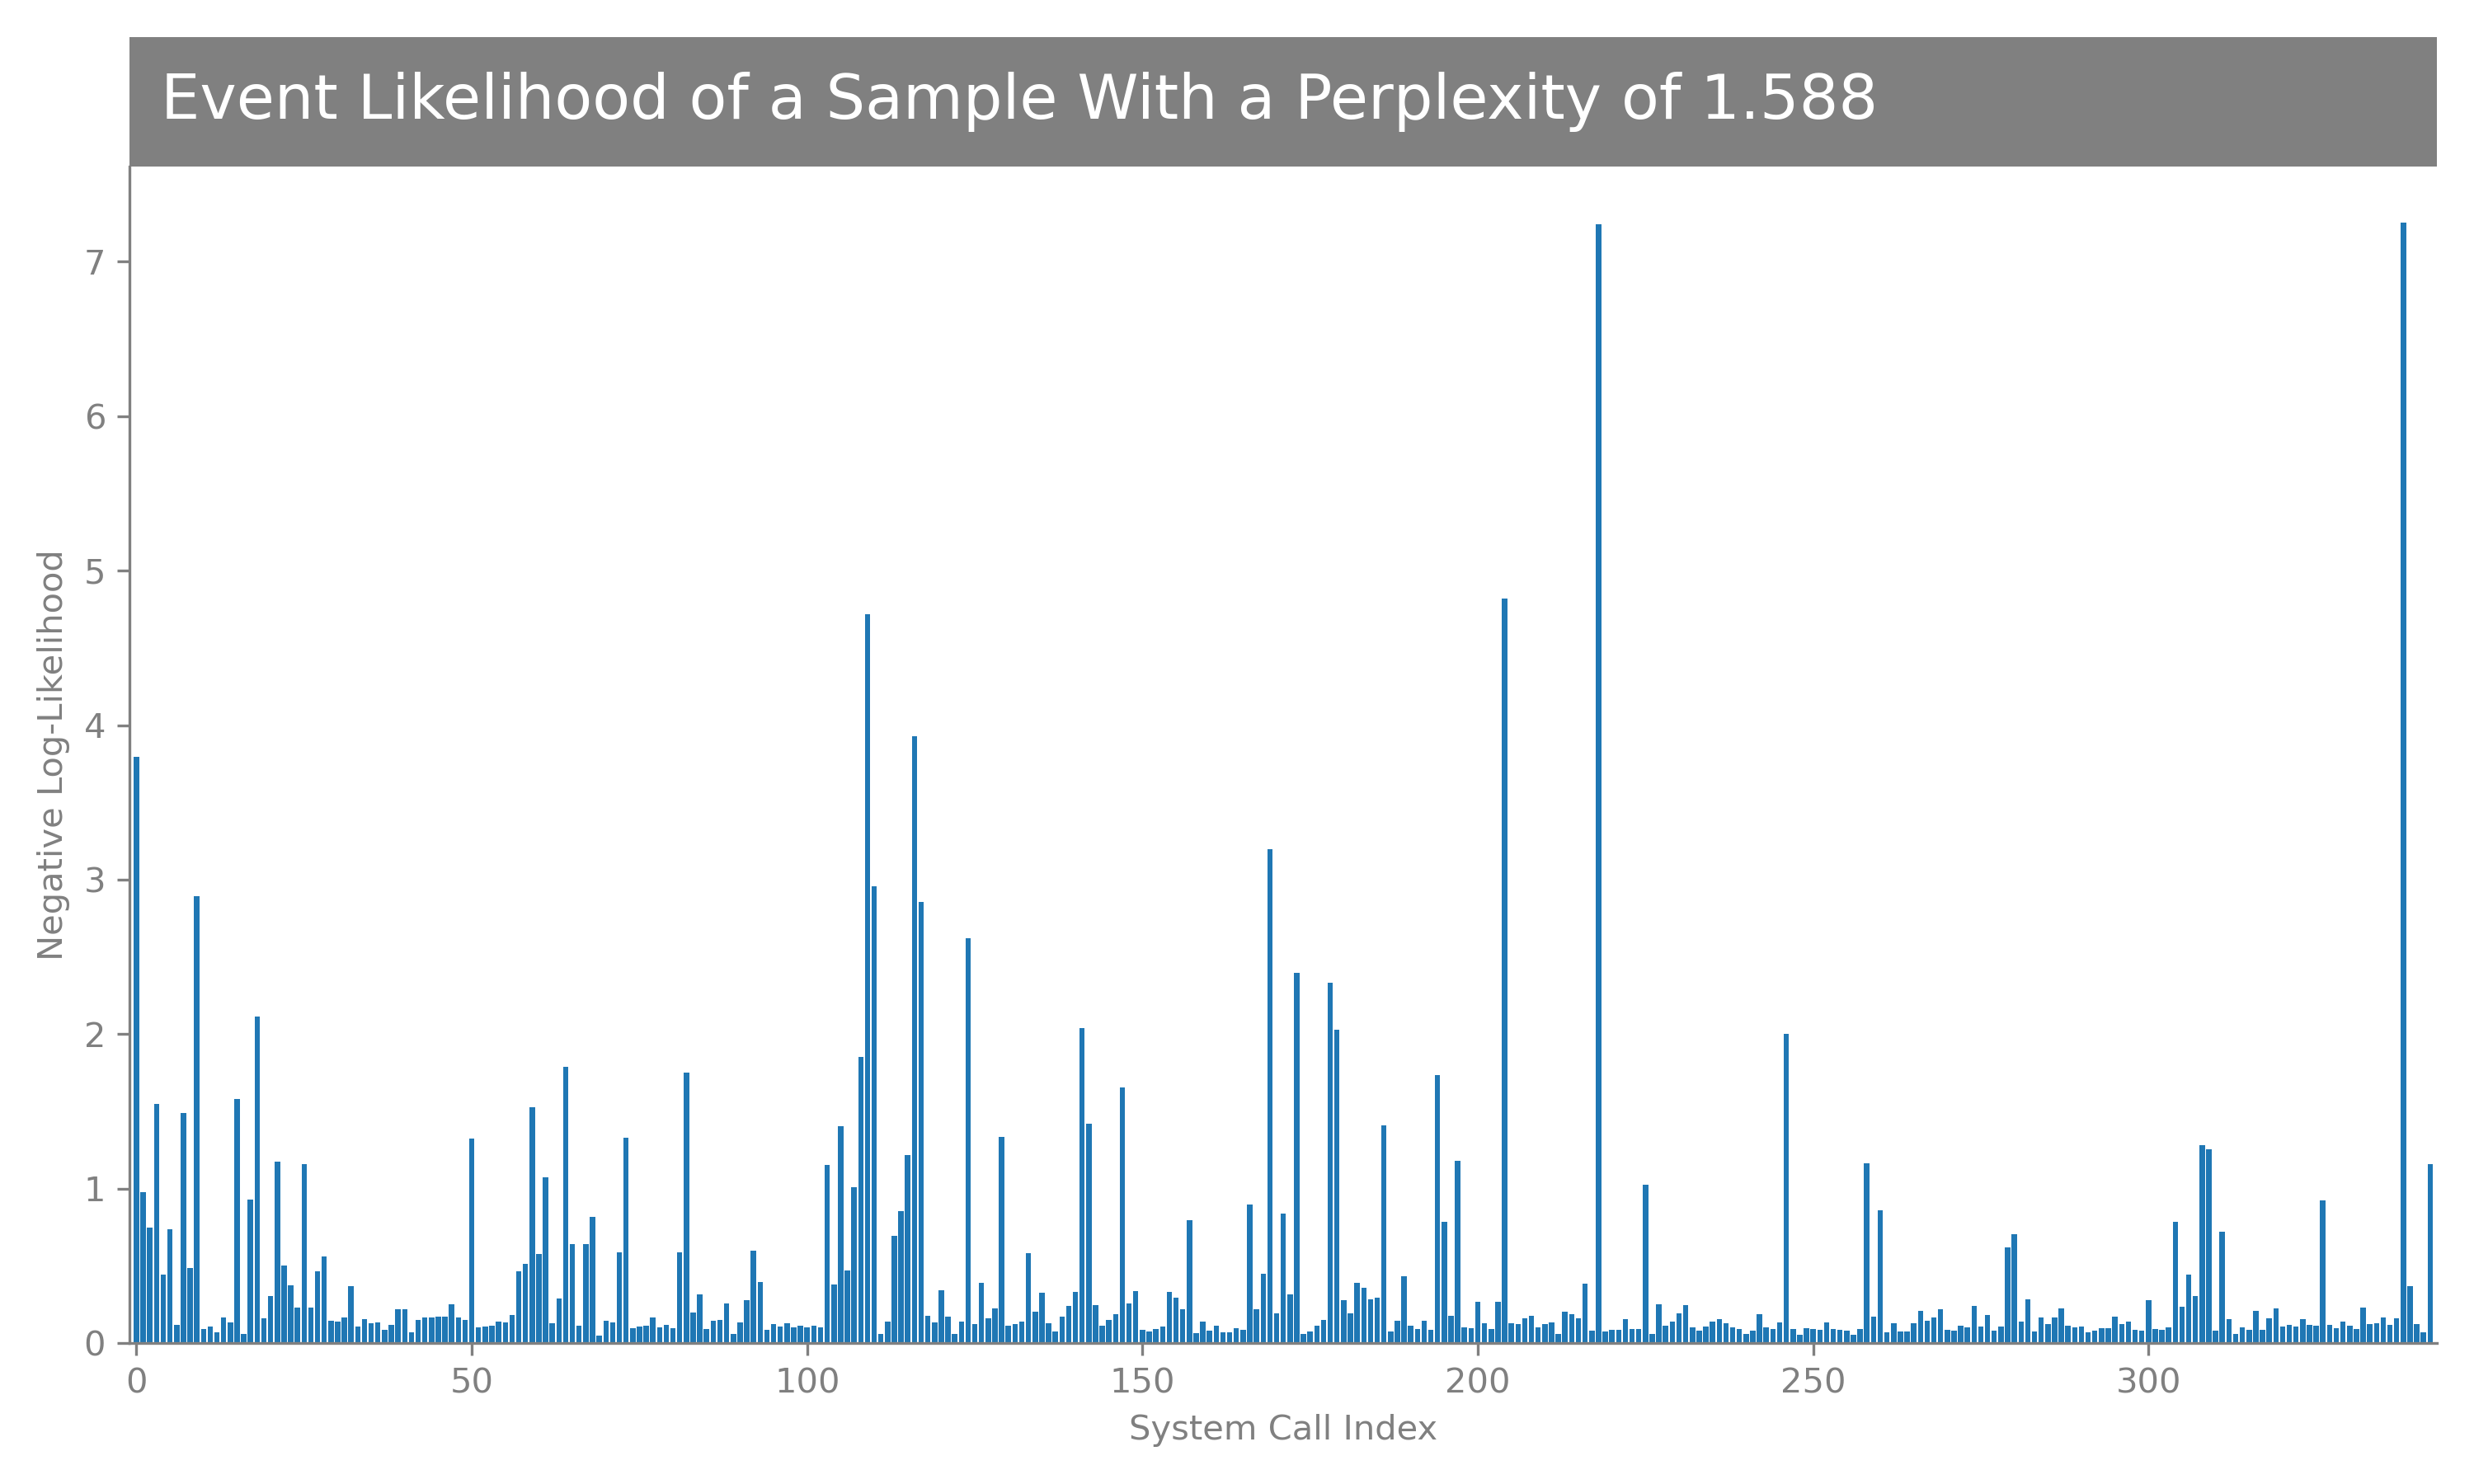 Event Likelihood of a Sample With a Perplexity of 1.588
7
6
5
4
3
2
1
0
Negative Log-Likelihood
0 50 100 150 200 250 300
System Call Index